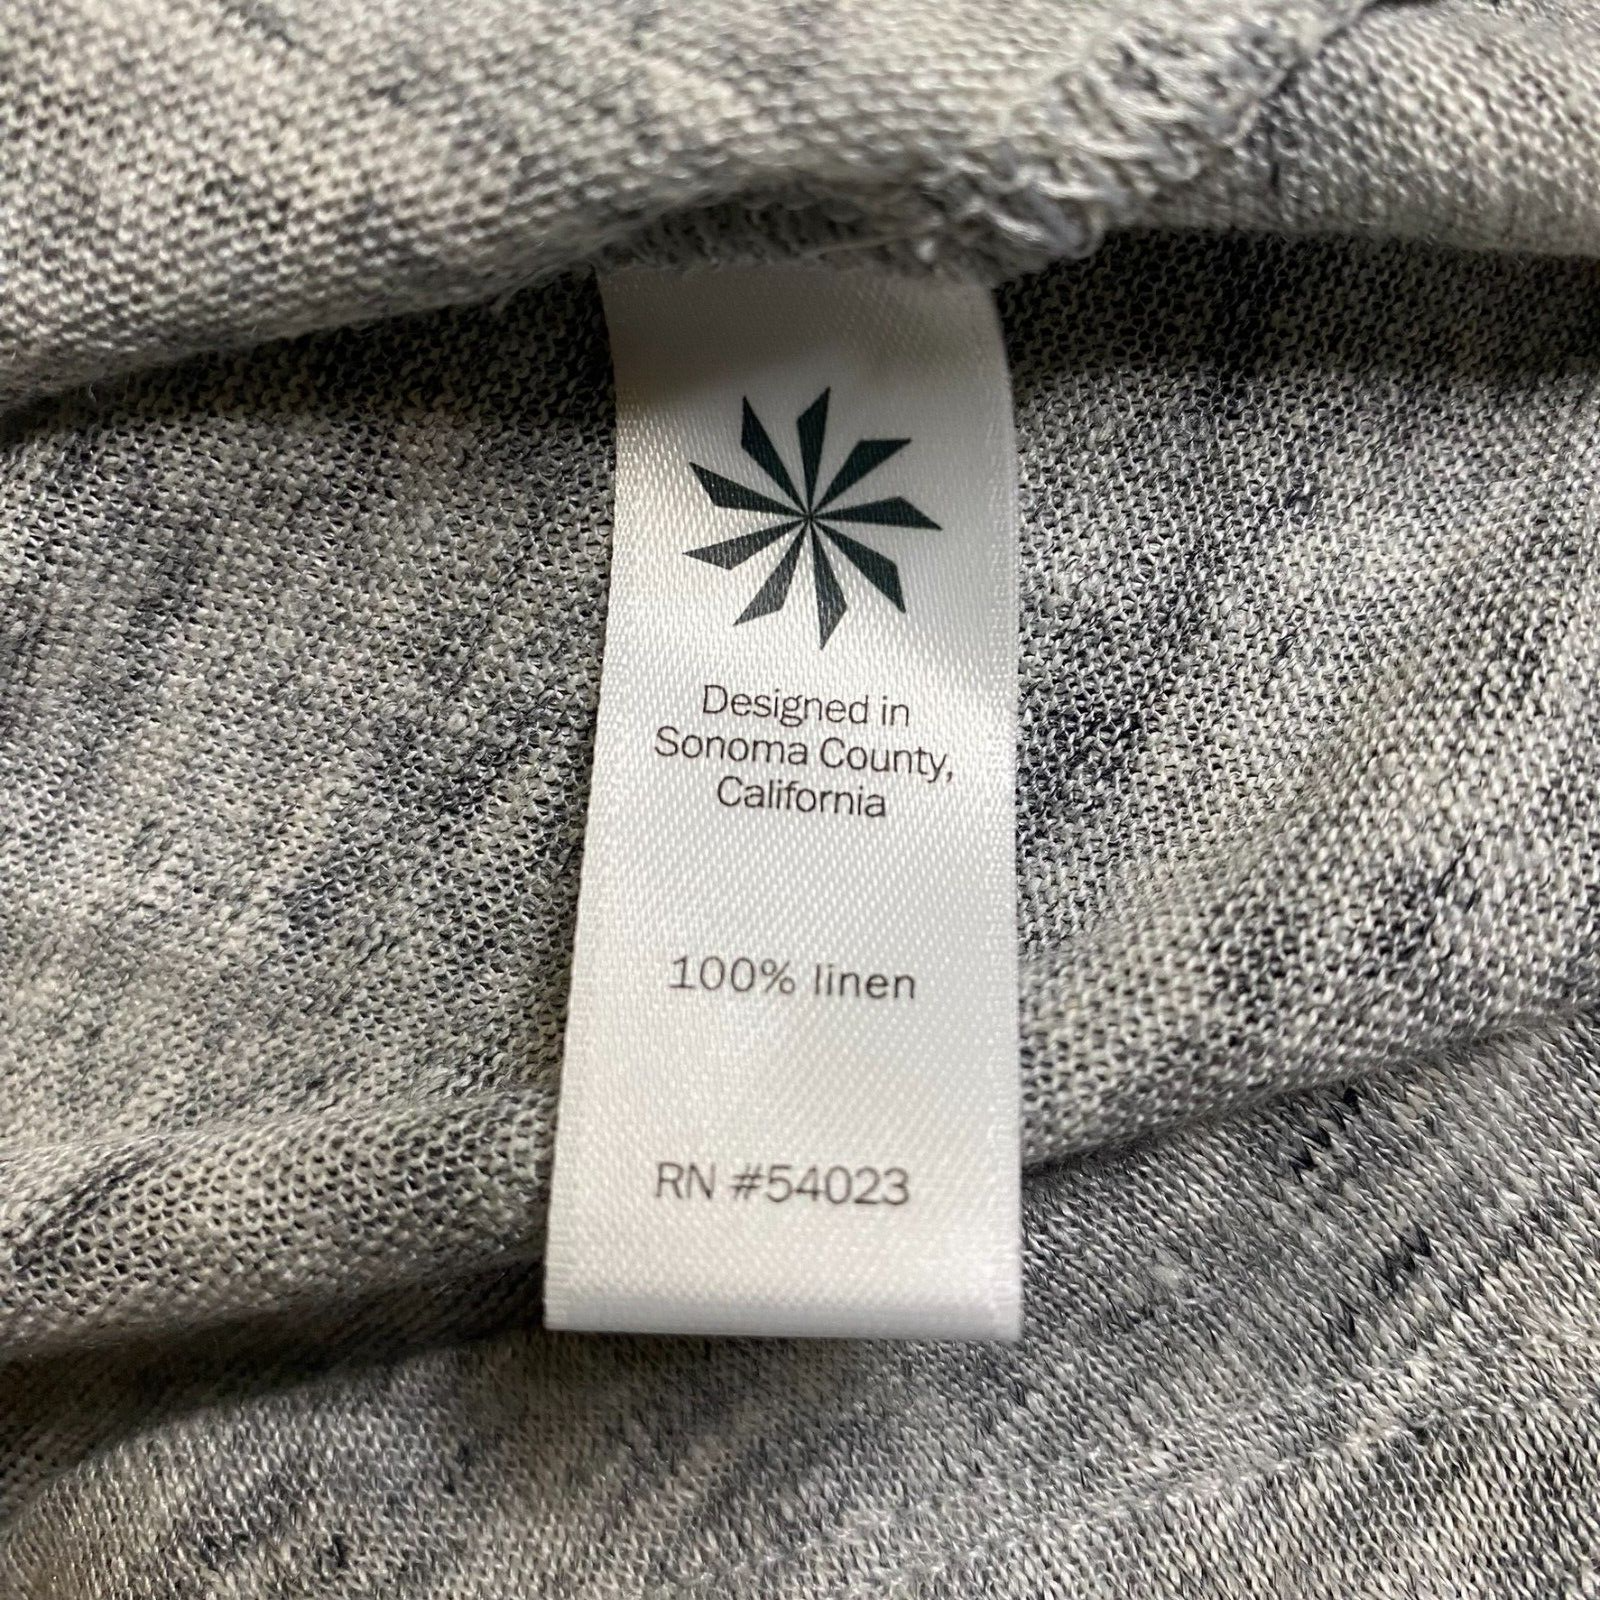 Designed in
Sonoma County,
California
100% linen
RN #54023